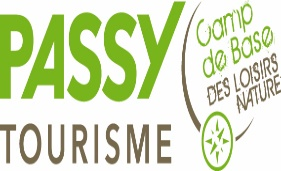 PASSY
TOURISME
Camp
de Base
DES LOISIRS
NATURE